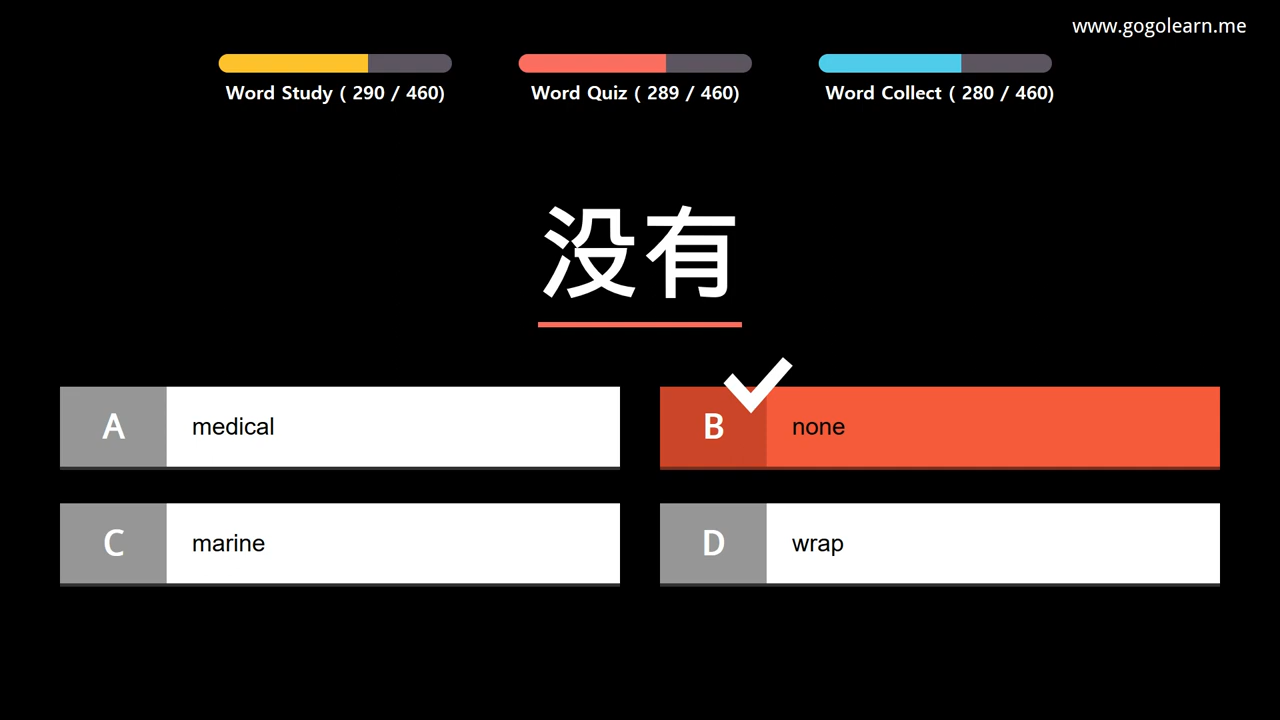 www.gogolearn.me
Word Study ( 290 / 460)
Word Quiz ( 289 / 460)
Word Collect ( 280 / 460)
没有
A medical
B none
C marine
D wrap